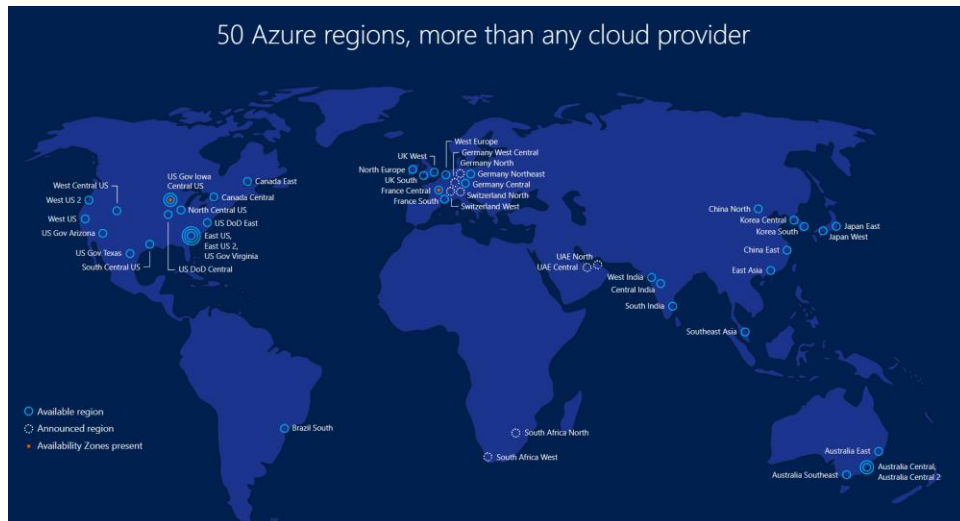 50 Azure regions, more than any cloud provider
West Central US
West US 2
West US
US Gov Arizona
US Gov Texas
South Central US
US Gov Iowa
Central US
Canada East
Canada Central
North Central US
US DoD East
East US,
East US 2,
US Gov Virginia
US DoD Central
Brazil South
UK West
North Europe
UK South
France Central
France South
West Europe
Germany West Central
Germany North
Germany Northeast
Germany Central
Switzerland North
Switzerland West
UAE North
UAE Central
South Africa North
South Africa West
West India
Central India
South India
China North
Korea Central
Korea South
Japan East
Japan West
China East
East Asia
Southeast Asia
Australia East
Australia Southeast
Australia Central,
Australia Central 2
Available region
Announced region
Availability Zones present